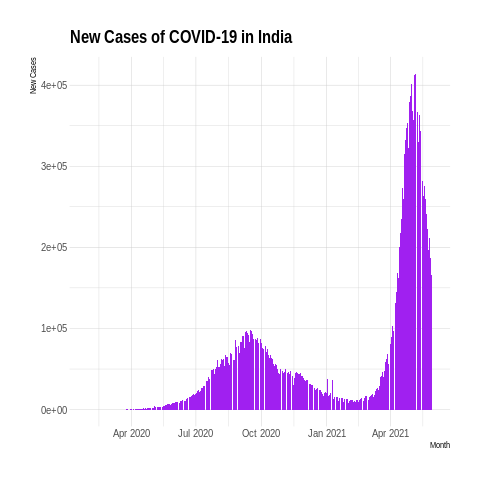 New Cases of COVID-19 in India
New Cases
4e+05
3e+05
2e+05
1e+05
0e+00
Apr 2020 Jul 2020 Oct 2020 Jan 2021 Apr 2021
Month